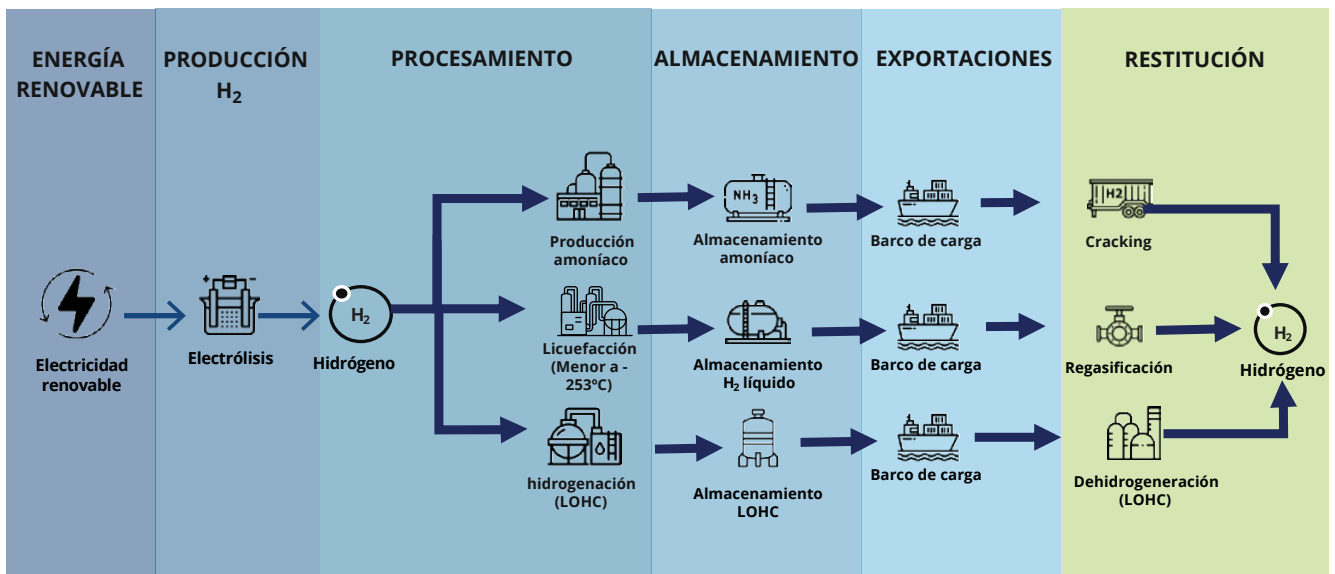 ENERGÍA
RENOVABLE
PRODUCCIÓN
H₂
PROCESAMIENTO
ALMACENAMIENTO
EXPORTACIONES
RESTITUCIÓN
Electricidad
renovable
+ -
Electrólisis
H₂
Hidrógeno
Producción
amoníaco
NH₃
Almacenamiento
amoníaco
Barco de carga
H2
Cracking
Licuefacción
(Menor a -
253ºC)
Almacenamiento
H₂ líquido
Barco de carga
Regasificación
hidrogenación
(LOHC)
Almacenamiento
LOHC
Barco de carga
Dehidrogeneración
(LOHC)
H₂
Hidrógeno